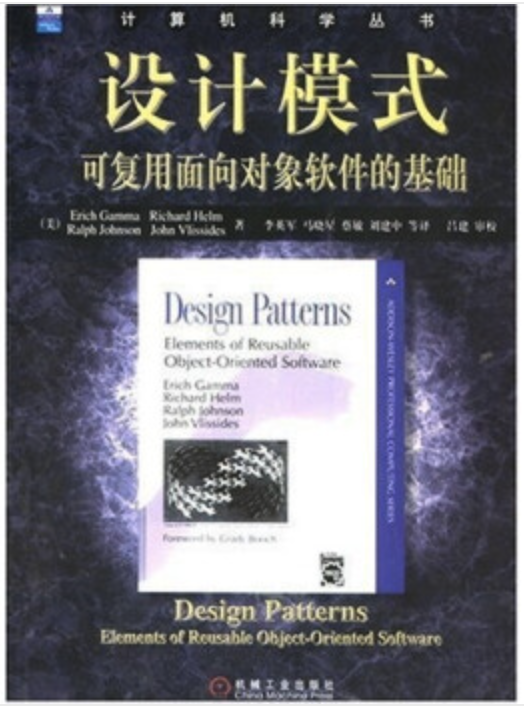 计算机科学丛书
设计模式
可复用面向对象软件的基础
(美) Erich Gamma Richard Helm
Ralph Johnson John Vlissides 著 李英军 马晓星 蔡敏 刘建中 等译 吕建 审校
Design Patterns
Elements of Reusable
Object-Oriented Software
Erich Gamma
Richard Helm
Ralph Johnson
John Vlissides
Foreword by Grady Booch
ADDISON-WESLEY PROFESSIONAL COMPUTING SERIES
Design Patterns
Elements of Reusable Object-Oriented Software
机械工业出版社
China Machine Press